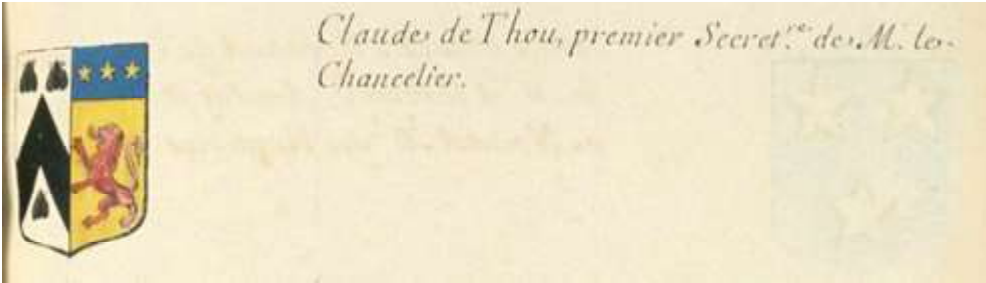 Claude de Thou, premier Secret.re de M. le
Chancelier.